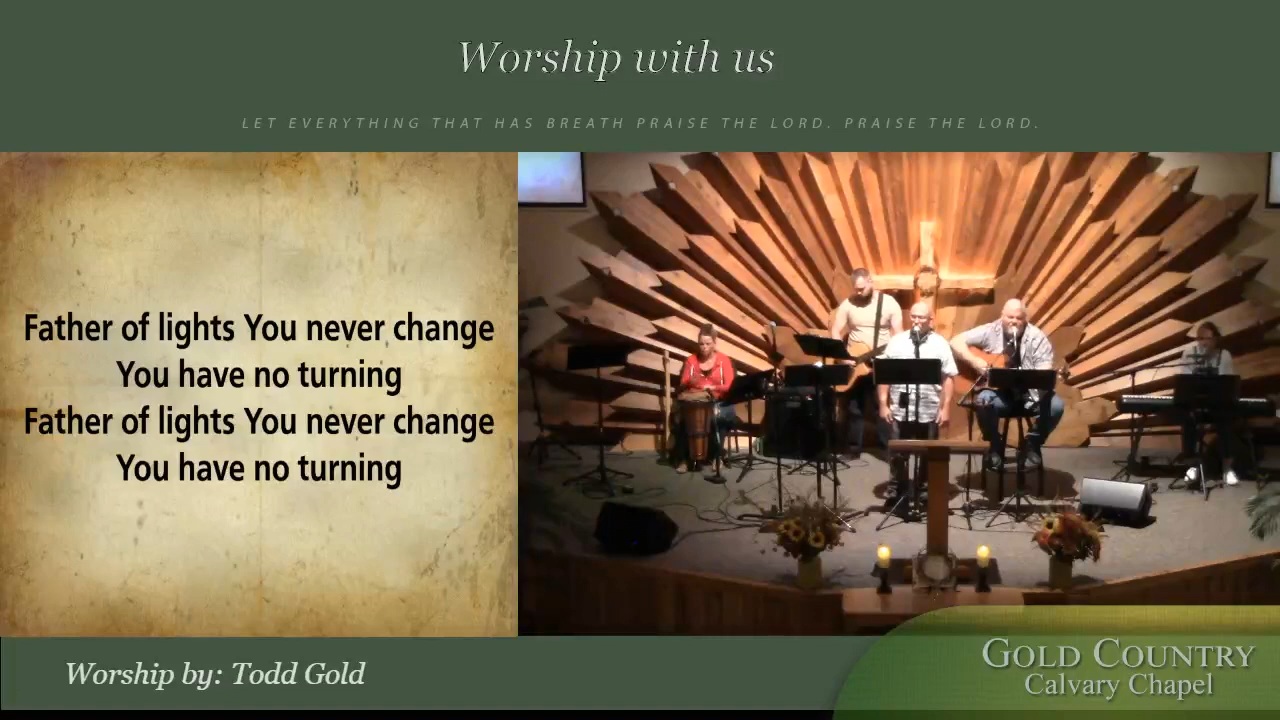 Worship with us
LET EVERYTHING THAT HAS BREATH PRAISE THE LORD. PRAISE THE LORD.
Father of lights You never change
You have no turning
Father of lights You never change
You have no turning
Worship by: Todd Gold
GOLD COUNTRY
Calvary Chapel